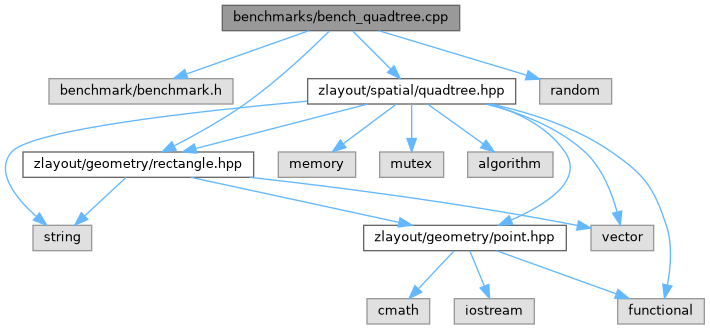 benchmarks/bench_quadtree.cpp
benchmark/benchmark.h
zlayout/spatial/quadtree.hpp
random
zlayout/geometry/rectangle.hpp
memory
mutex
algorithm
string
zlayout/geometry/point.hpp
vector
cmath
iostream
functional